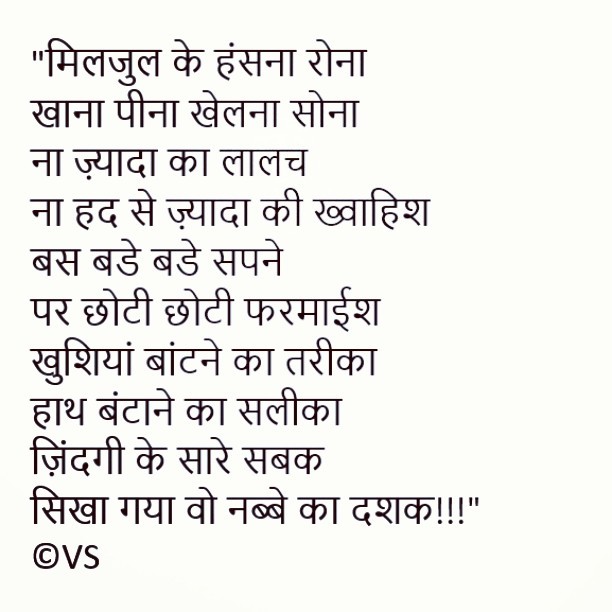 "मिलजुल के हंसना रोना
खाना पीना खेलना सोना
ना ज़्यादा का लालच
ना हद से ज़्यादा की ख्वाहिश
बस बडे बडे सपने
पर छोटी छोटी फरमाईश
खुशियां बांटने का तरीका
हाथ बंटाने का सलीका
ज़िंदगी के सारे सबक
सिखा गया वो नब्बे का दशक!!!"
©VS